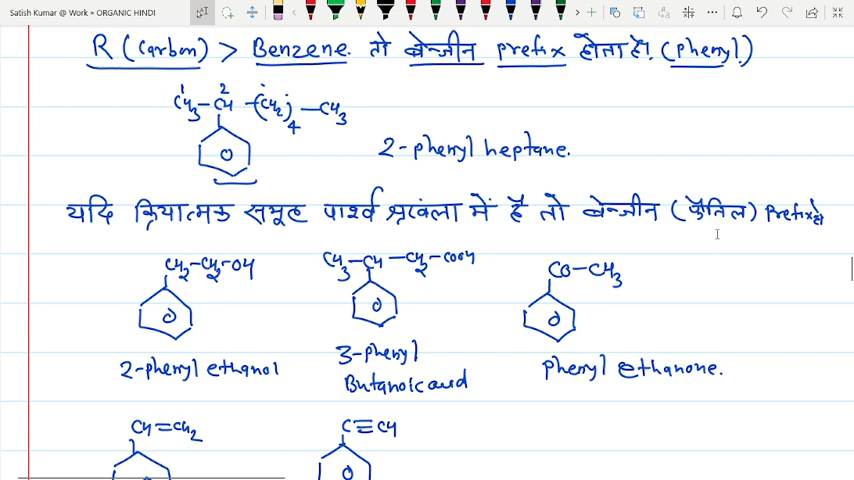 Satish Kumar @ Work » ORGANIC HINDI
R (Carbon) > Benzene. तो बेन्जीन prefix होता है। (phenyl)
1 2
CH3-CH-(CH2)4-CH3
2-phenyl heptane.
यदि क्रियात्मक समूह पार्श्व श्रृंखला में है तो बेन्जीन (फेनिल) prefix हो
CH2-CH2-OH CH3-CH-CH2-COOH CO-CH3
2-phenyl ethanol 3-phenyl Butanoic acid Phenyl ethanone.
CH=CH2 C≡CH